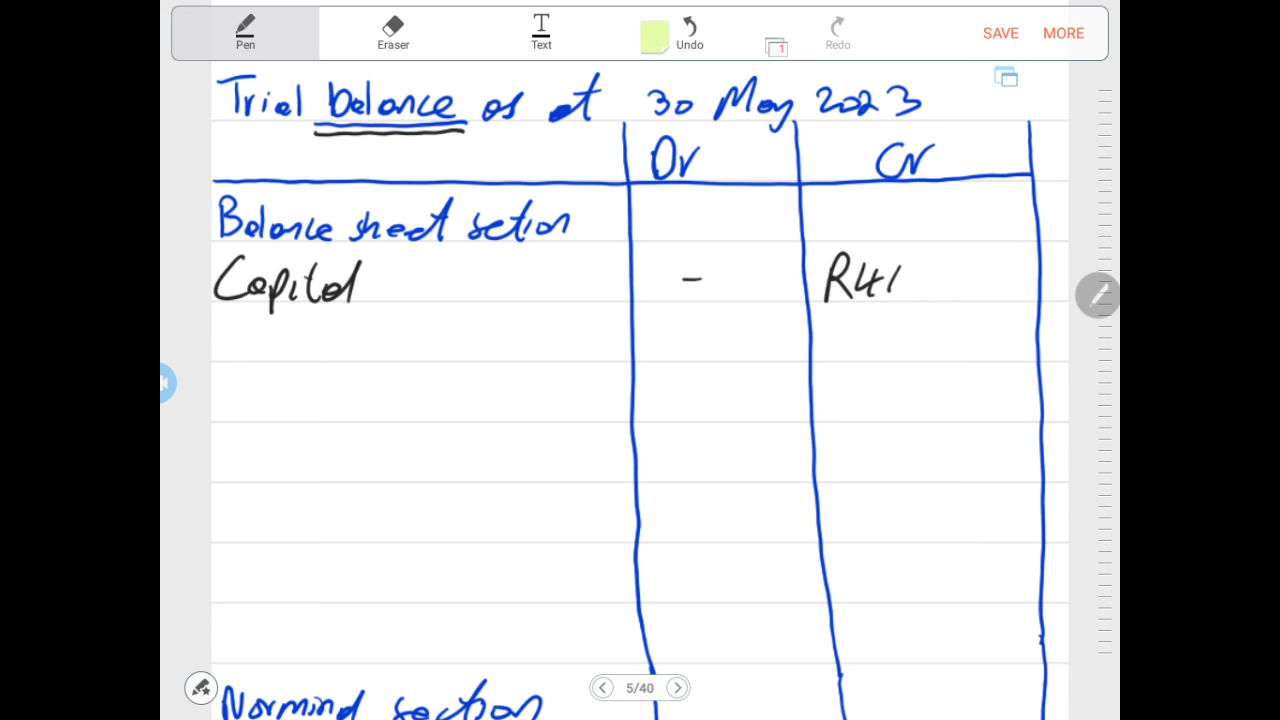 Pen Eraser Text Undo 1 Redo SAVE MORE
Trial balance as at 30 May 2023
Dr Cr
Balance sheet section
Capital - R41
5/40
section